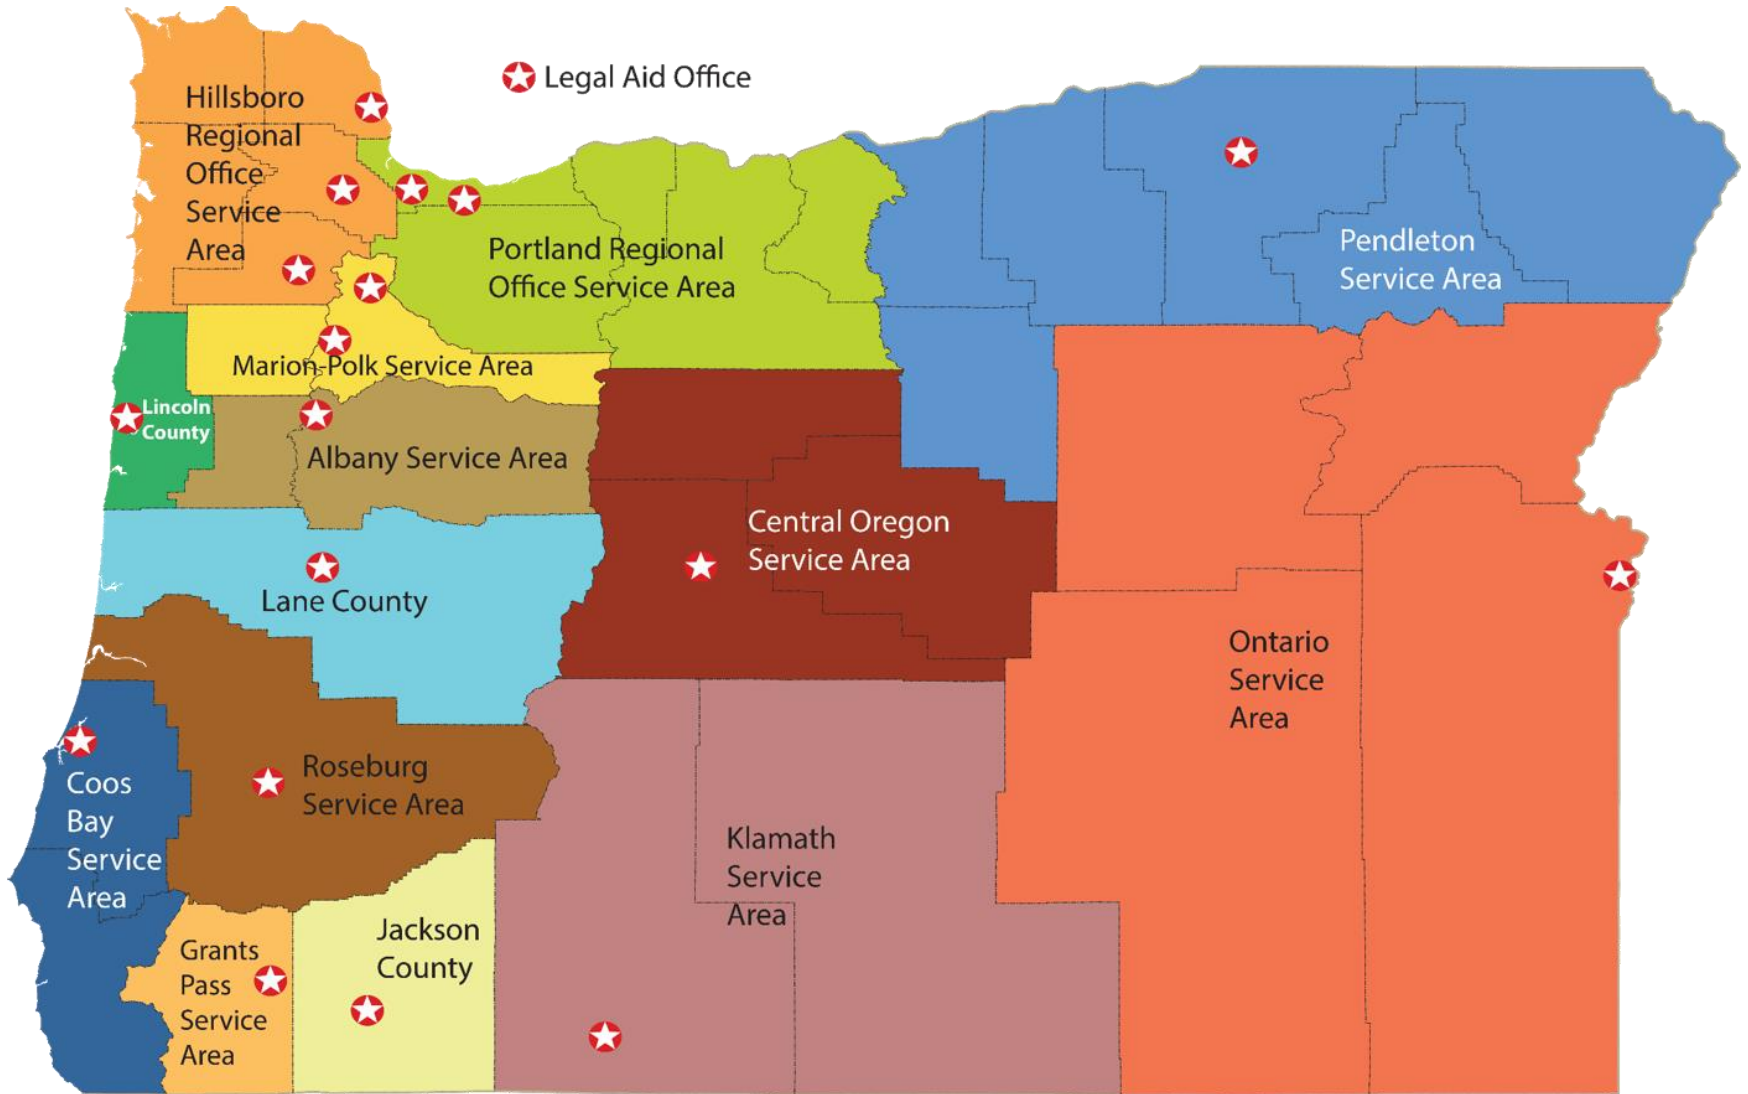 Legal Aid Office
Hillsboro
Regional
Office
Service
Area
Portland Regional
Office Service Area
Pendleton
Service Area
Marion-Polk Service Area
Lincoln
County
Albany Service Area
Central Oregon
Service Area
Lane County
Ontario
Service
Area
Roseburg
Service Area
Coos
Bay
Service
Area
Klamath
Service
Area
Jackson
County
Grants
Pass
Service
Area